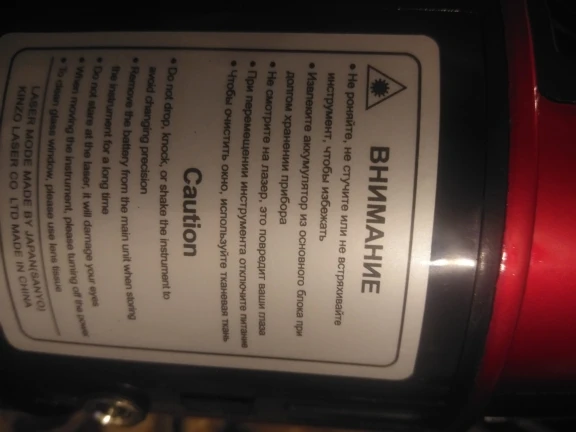 ВНИМАНИЕ
• Не роняйте, не стучите или не встряхивайте
инструмент, чтобы избежать
• Извлеките аккумулятор из основного блока при
долгом хранении прибора
• Не смотрите на лазер, это повредит ваши глаза
• При перемещении инструмента отключите питание
• Чтобы очистить окно, используйте тканевая ткань
Caution
• Do not drop, knock, or shake the instrument to
avoid changing precision
• Remove the battery from the main unit when storing
the instrument for a long time
• Do not stare at the laser, it will damage your eyes
• When moving the instrument, please turning off the power
• To clean glass window, please use lens tissue
LASER MODE MADE BY JAPAN(SANYO)
KINZO LASER CO LTD MADE IN CHINA